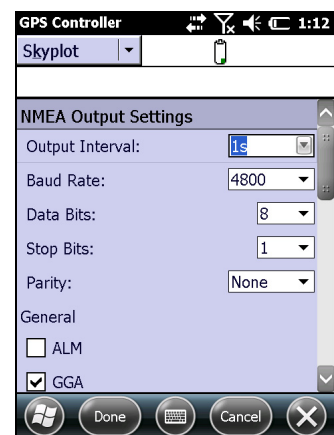 GPS Controller 1:12
Skyplot
NMEA Output Settings
Output Interval: 1s
Baud Rate: 4800
Data Bits: 8
Stop Bits: 1
Parity: None
General
ALM
GGA
Done Cancel